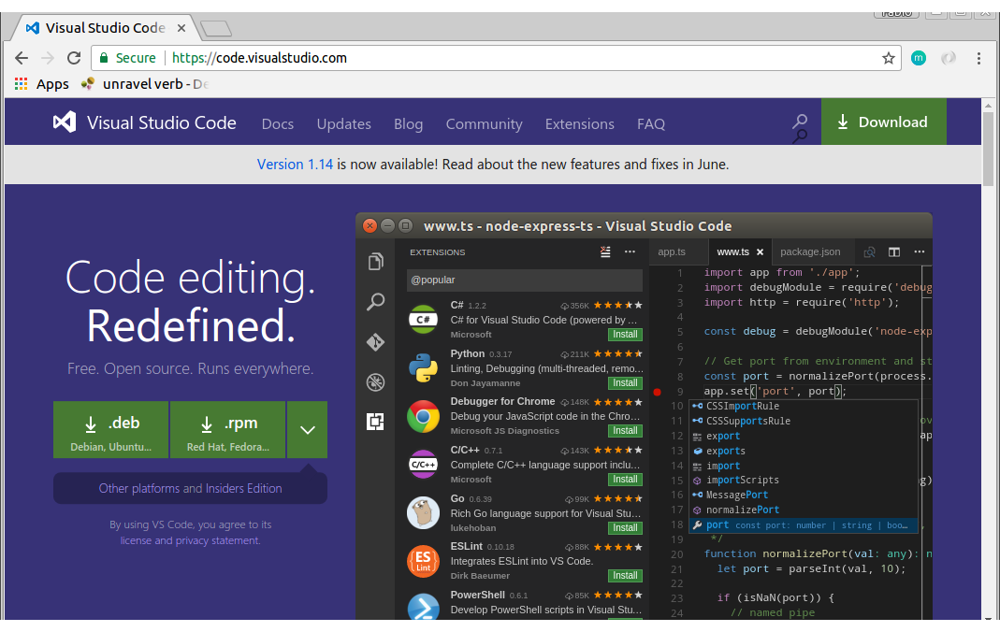 Fabio
Visual Studio Code ×
Secure https://code.visualstudio.com
Apps unravel verb - De
Visual Studio Code Docs Updates Blog Community Extensions FAQ Download
Version 1.14 is now available! Read about the new features and fixes in June.
Code editing.
Redefined.
Free. Open source. Runs everywhere.
.deb
Debian, Ubuntu...
.rpm
Red Hat, Fedora...
Other platforms and Insiders Edition
By using VS Code, you agree to its
license and privacy statement.
www.ts - node-express-ts - Visual Studio Code
EXTENSIONS
@popular
C# 1.2.2 356K
C# for Visual Studio Code (powered by ...
Microsoft Install
Python 0.3.17 211K
Linting, Debugging (multi-threaded, remo...
Don Jayamanne Install
Debugger for Chrome 148K
Debug your JavaScript code in the Chro...
Microsoft JS Diagnostics Install
C/C++ 0.7.1 143K
C/C++
Complete C/C++ language support inclu...
Microsoft Install
Go 0.6.39 99K
Rich Go language support for Visual Stu...
lukehoban Install
ESLint 0.10.18 88K
ES
Lint
Integrates ESLint into VS Code.
Dirk Baeumer Install
PowerShell 0.6.1 85K
Develop PowerShell scripts in Visual Stu...
app.ts www.ts × package.json
1 import app from './app';
2 import debugModule = require('debug
3 import http = require('http');
4
5 const debug = debugModule('node-exp
6
7 // Get port from environment and st
8 const port = normalizePort(process.
9 app.set('port', port);
10 CSSImportRule
11 CSSSupportsRule ov
12 export ap
13 exports
14 import
15 importScripts g)
16 MessagePort
17 normalizePort
18 port const port: number | string | boo... ,
19 */
20 function normalizePort(val: any): n
21 let port = parseInt(val, 10);
22
23 if (isNaN(port)) {
24 // named pipe